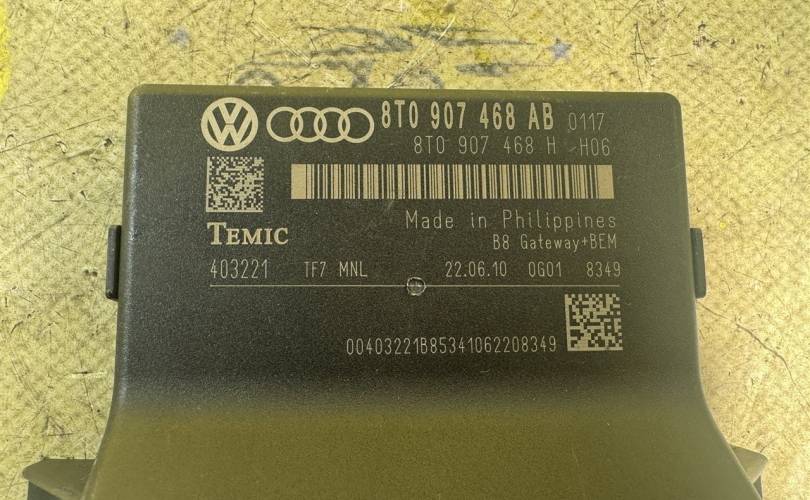 8T0 907 468 AB 0117
8T0 907 468 H H06
Made in Philippines
TEMIC
B8 Gateway+BEM
403221 TF7 MNL 22.06.10 0G01 8349
00403221B85341062208349